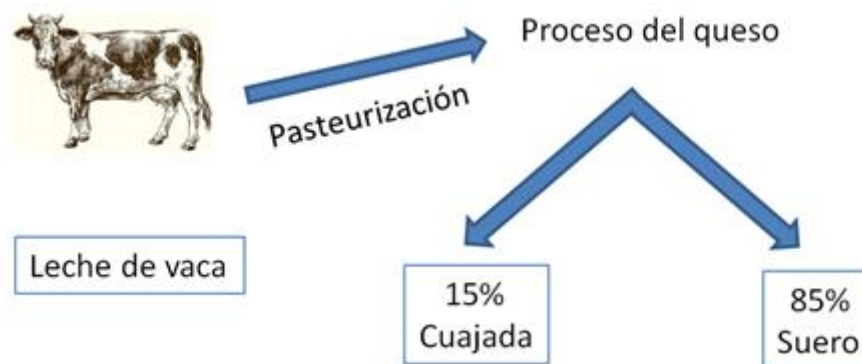 Proceso del queso
Pasteurización
Leche de vaca
15%
Cuajada
85%
Suero